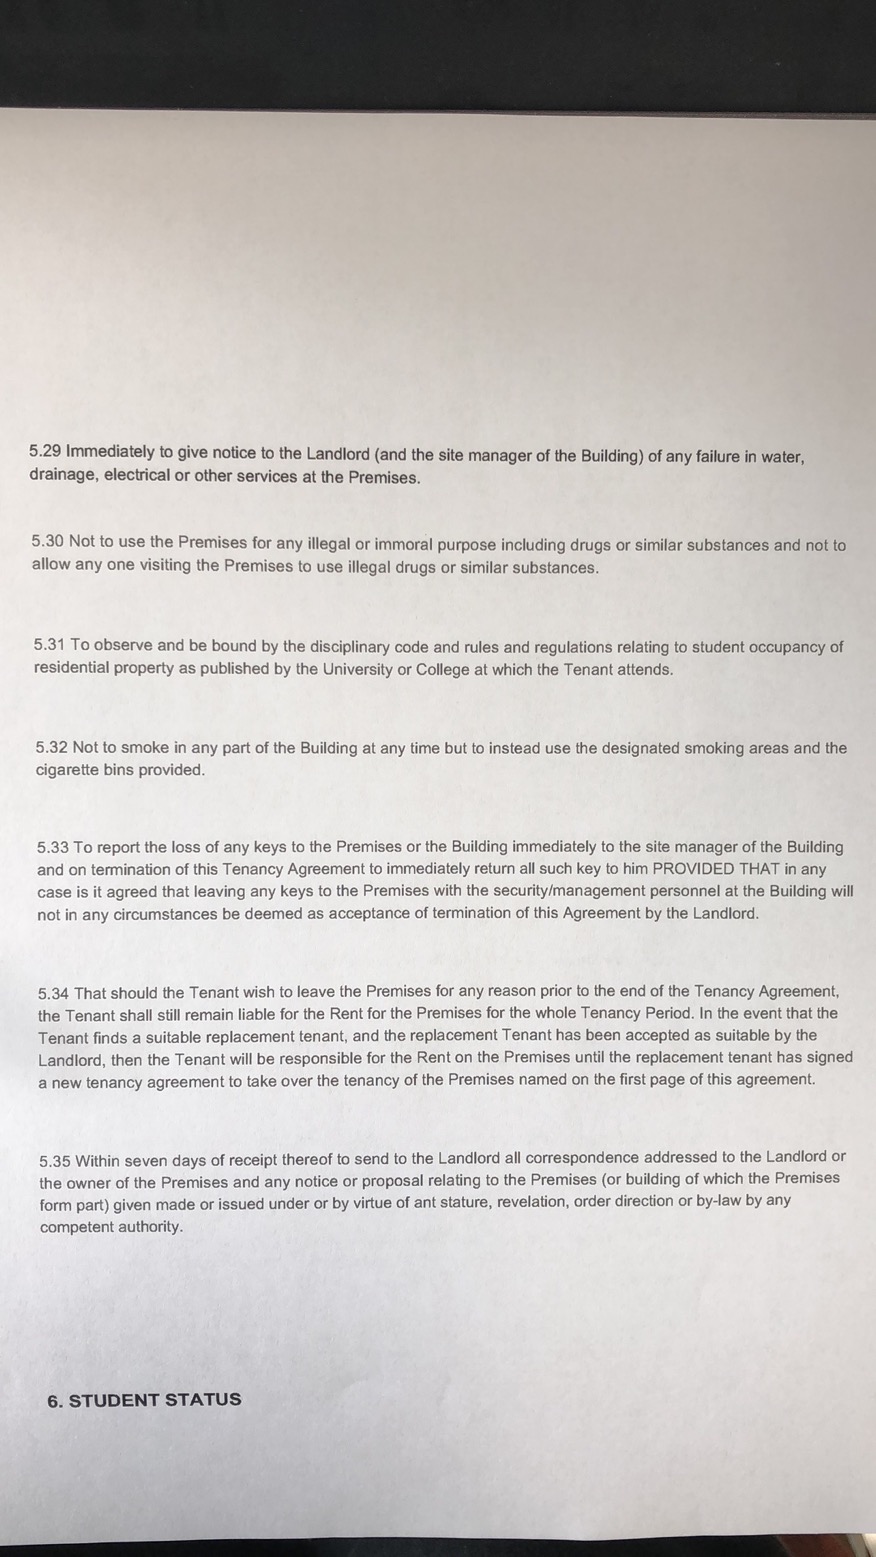 5.29 Immediately to give notice to the Landlord (and the site manager of the Building) of any failure in water,
drainage, electrical or other services at the Premises.
5.30 Not to use the Premises for any illegal or immoral purpose including drugs or similar substances and not to
allow any one visiting the Premises to use illegal drugs or similar substances.
5.31 To observe and be bound by the disciplinary code and rules and regulations relating to student occupancy of
residential property as published by the University or College at which the Tenant attends.
5.32 Not to smoke in any part of the Building at any time but to instead use the designated smoking areas and the
cigarette bins provided.
5.33 To report the loss of any keys to the Premises or the Building immediately to the site manager of the Building
and on termination of this Tenancy Agreement to immediately return all such key to him PROVIDED THAT in any
case is it agreed that leaving any keys to the Premises with the security/management personnel at the Building will
not in any circumstances be deemed as acceptance of termination of this Agreement by the Landlord.
5.34 That should the Tenant wish to leave the Premises for any reason prior to the end of the Tenancy Agreement,
the Tenant shall still remain liable for the Rent for the Premises for the whole Tenancy Period. In the event that the
Tenant finds a suitable replacement tenant, and the replacement Tenant has been accepted as suitable by the
Landlord, then the Tenant will be responsible for the Rent on the Premises until the replacement tenant has signed
a new tenancy agreement to take over the tenancy of the Premises named on the first page of this agreement.
5.35 Within seven days of receipt thereof to send to the Landlord all correspondence addressed to the Landlord or
the owner of the Premises and any notice or proposal relating to the Premises (or building of which the Premises
form part) given made or issued under or by virtue of ant stature, revelation, order direction or by-law by any
competent authority.
6. STUDENT STATUS